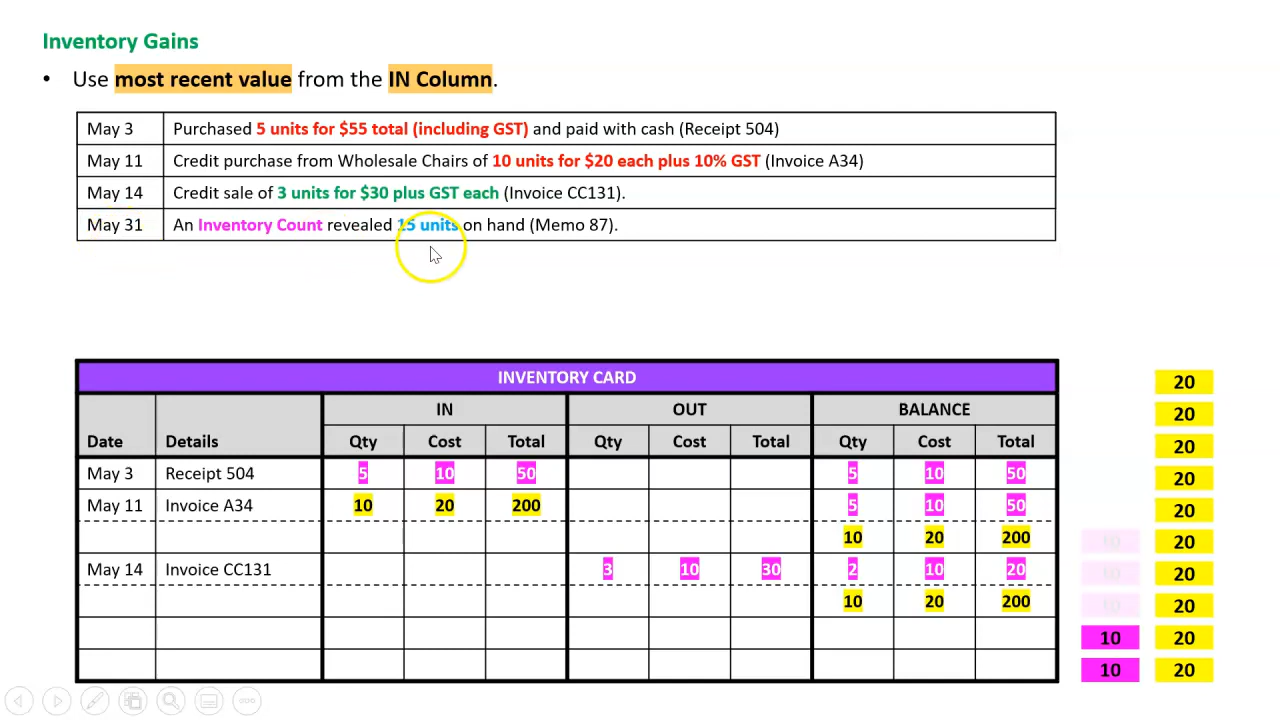 Inventory Gains
• Use most recent value from the IN Column.
May 3 Purchased 5 units for $55 total (including GST) and paid with cash (Receipt 504)
May 11 Credit purchase from Wholesale Chairs of 10 units for $20 each plus 10% GST (Invoice A34)
May 14 Credit sale of 3 units for $30 plus GST each (Invoice CC131).
May 31 An Inventory Count revealed 15 units on hand (Memo 87).
INVENTORY CARD
IN OUT BALANCE
Date Details Qty Cost Total Qty Cost Total Qty Cost Total
May 3 Receipt 504 5 10 50 5 10 50
May 11 Invoice A34 10 20 200 5 10 50
10 20 200
May 14 Invoice CC131 3 10 30 2 10 20
10 20 200
20
20
20
20
20
10 20
10 20
10 20
10 20
10 20